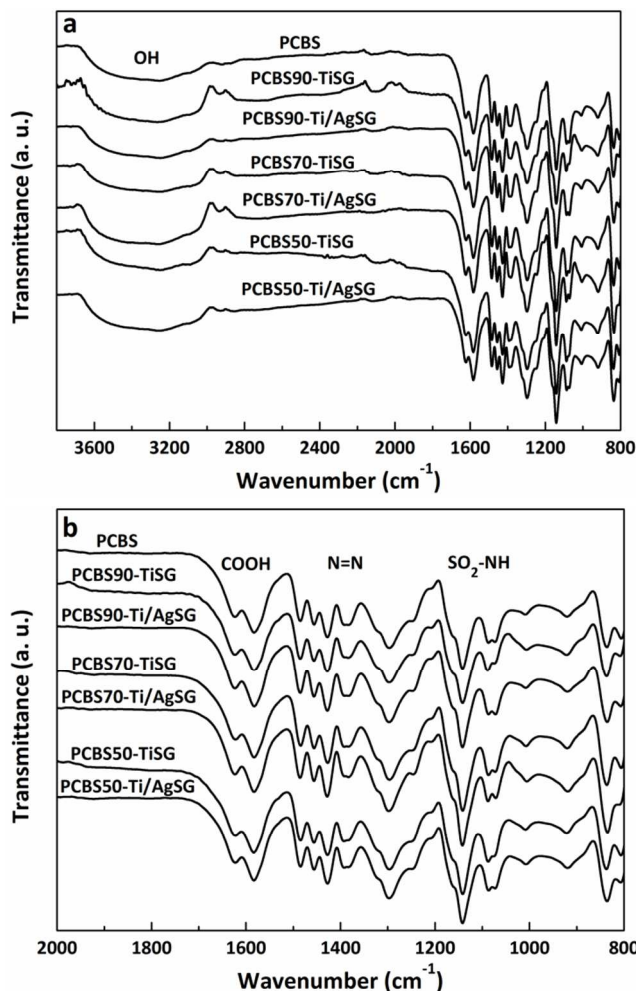 a
OH
PCBS
PCBS90-TiSG
PCBS90-Ti/AgSG
PCBS70-TiSG
PCBS70-Ti/AgSG
PCBS50-TiSG
PCBS50-Ti/AgSG
Transmittance (a. u.)
3600 3200 2800 2400 2000 1600 1200 800
Wavenumber (cm⁻¹)
b
PCBS
COOH N=N SO₂-NH
PCBS90-TiSG
PCBS90-Ti/AgSG
PCBS70-TiSG
PCBS70-Ti/AgSG
PCBS50-TiSG
PCBS50-Ti/AgSG
Transmittance (a. u.)
2000 1800 1600 1400 1200 1000 800
Wavenumber (cm⁻¹)